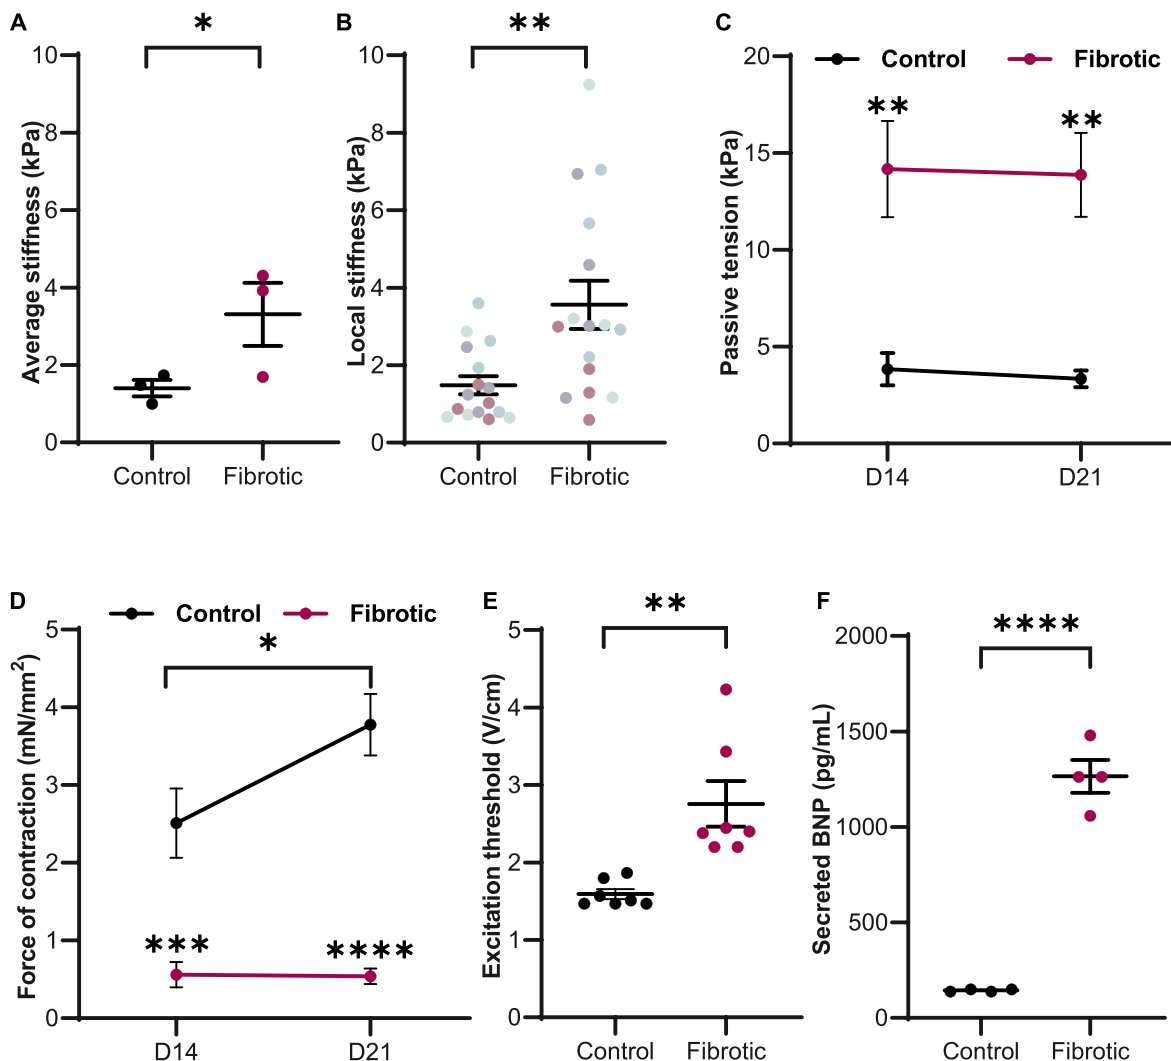 A
*
10
8
6
4
2
0
Average stiffness (kPa)
Control Fibrotic
B
**
10
8
6
4
2
0
Local stiffness (kPa)
Control Fibrotic
C
Control Fibrotic
20
15
10
5
0
Passive tension (kPa)
** **
D14 D21
D
Control Fibrotic
5
4
3
2
1
0
Force of contraction (mN/mm²)
*
*** ****
D14 D21
E
**
5
4
3
2
1
0
Excitation threshold (V/cm)
Control Fibrotic
F
****
2000
1500
1000
500
0
Secreted BNP (pg/mL)
Control Fibrotic